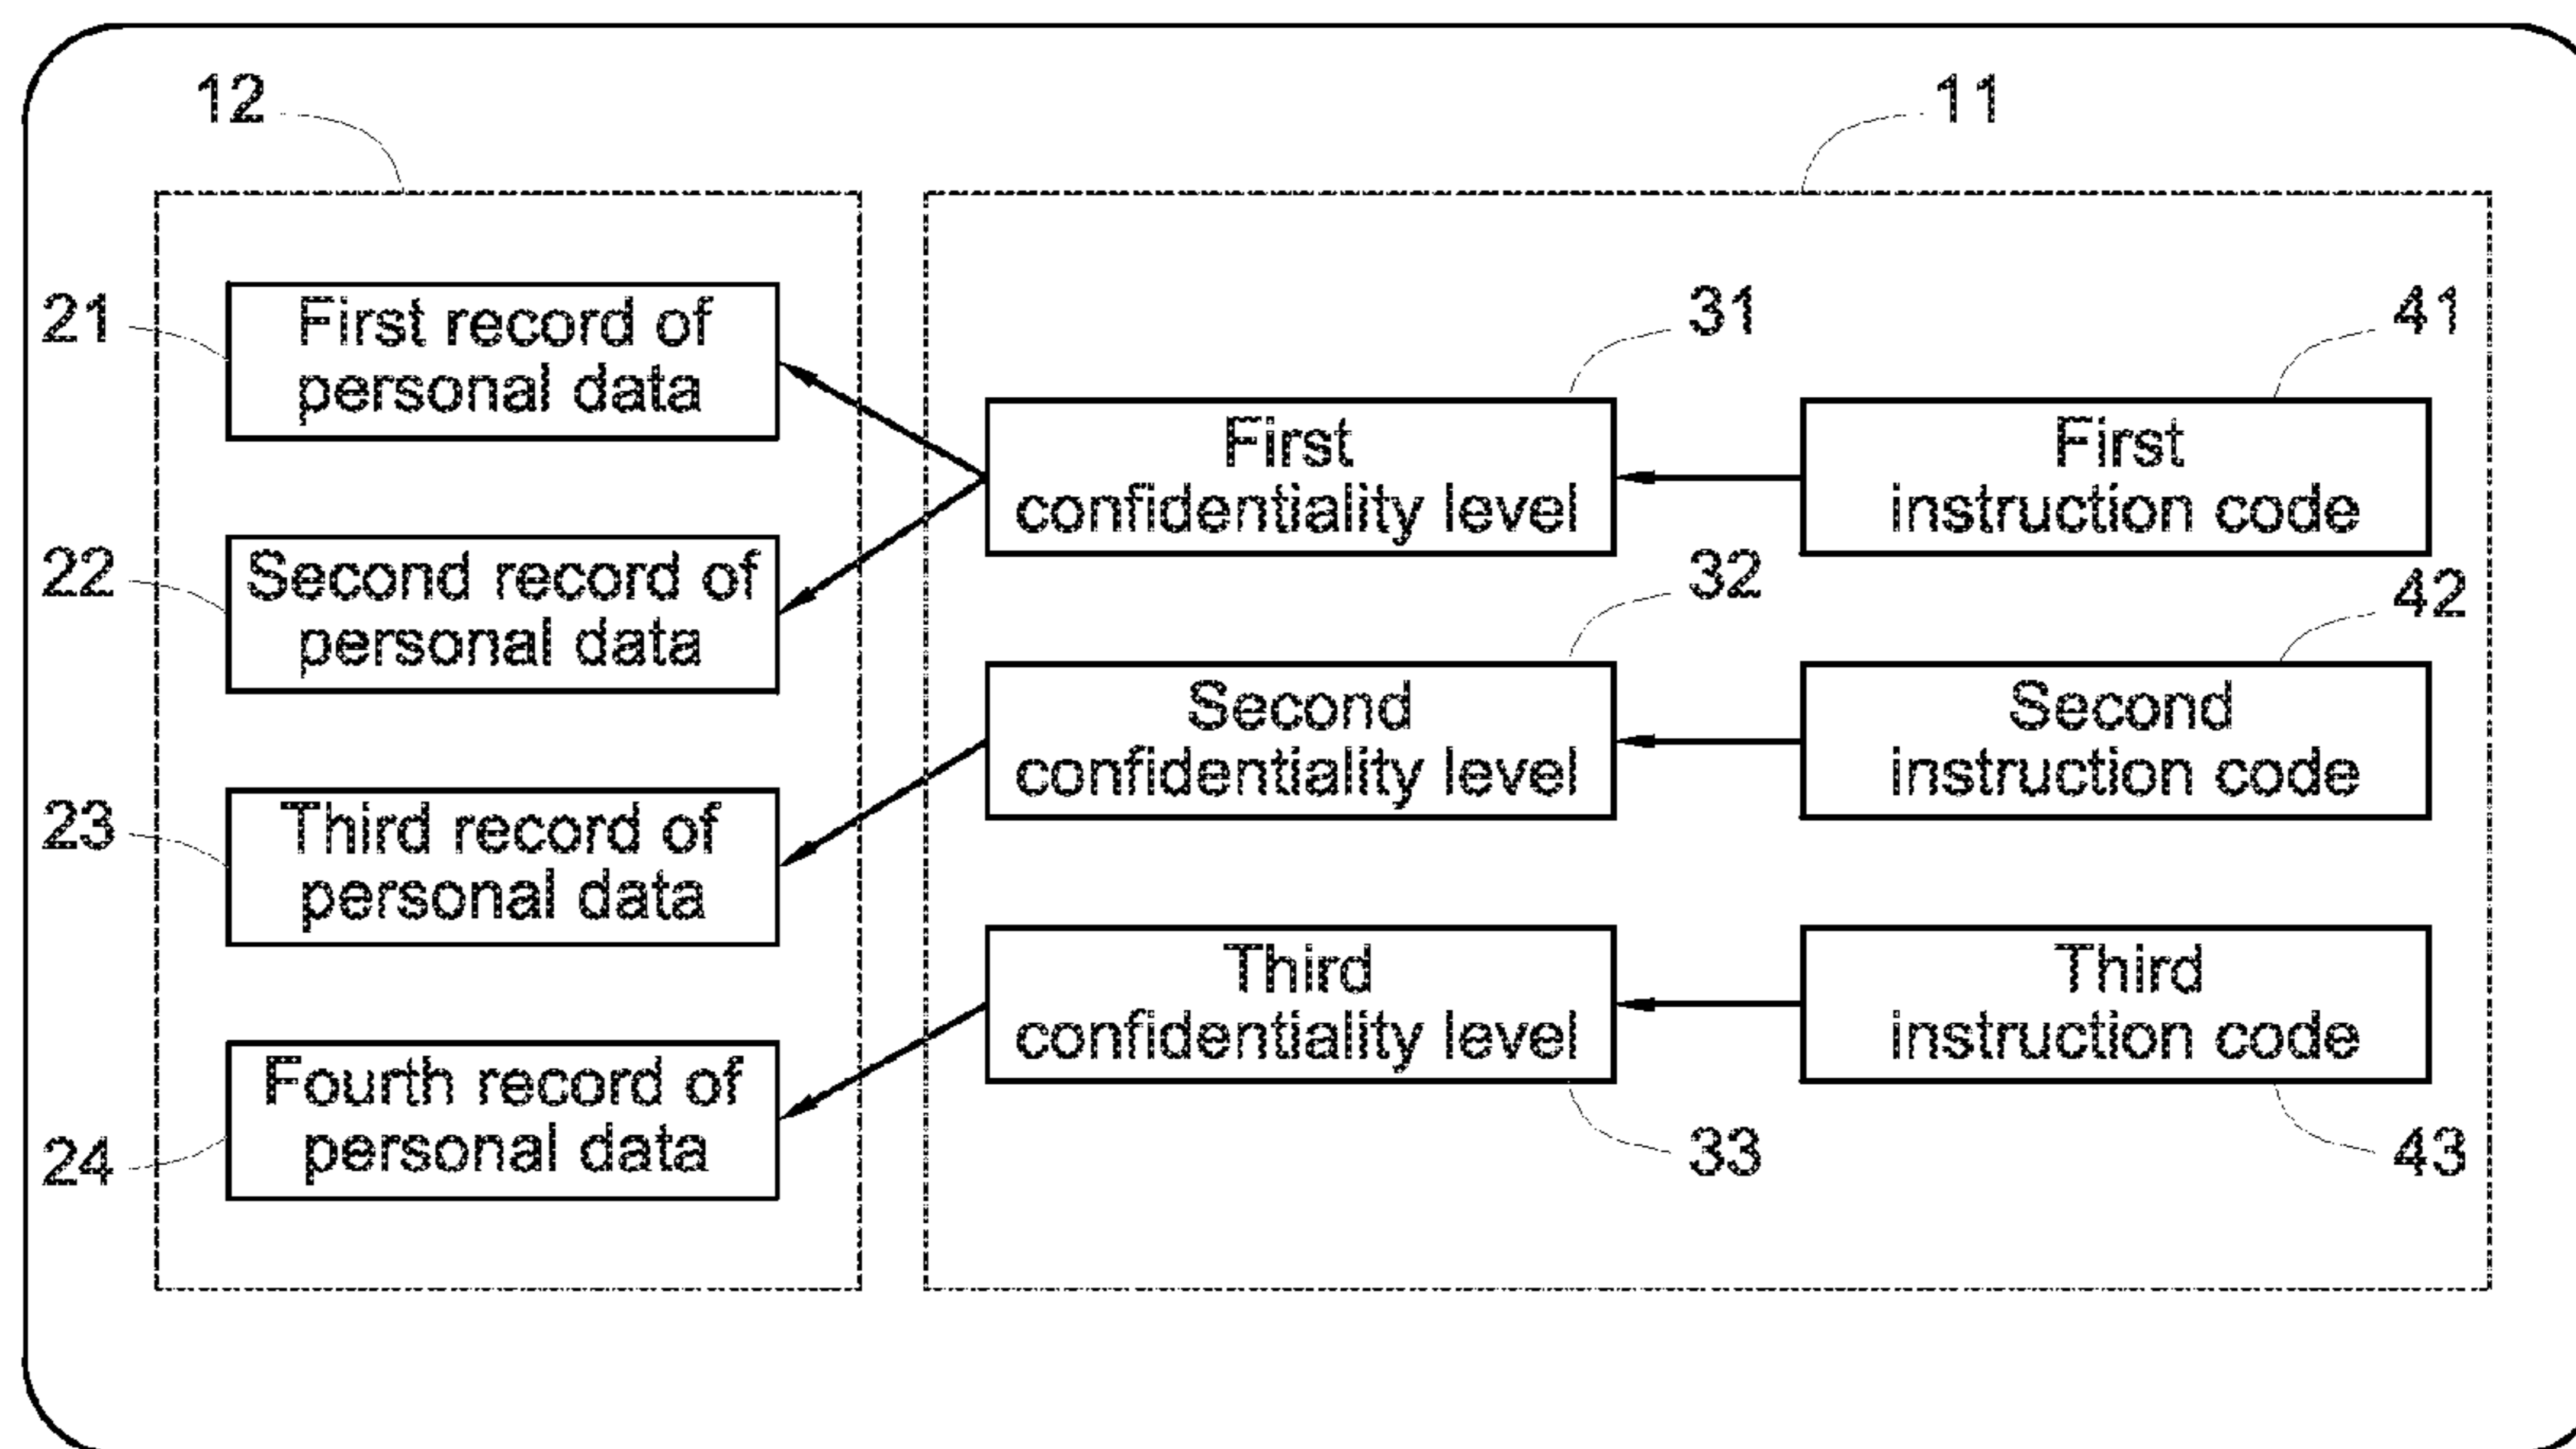 12
11
21
First record of
personal data
31
41
First
confidentiality level
First
instruction code
22
Second record of
personal data
32
42
Second
confidentiality level
Second
instruction code
23
Third record of
personal data
Third
confidentiality level
Third
instruction code
24
Fourth record of
personal data
33
43